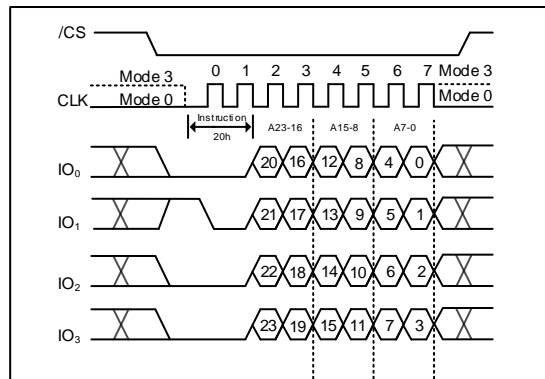 /CS
0 1 2 3 4 5 6 7
Mode 3 Mode 3
CLK Mode 0 Mode 0
Instruction A23-16 A15-8 A7-0
20h
IO0 20 16 12 8 4 0
IO1 21 17 13 9 5 1
IO2 22 18 14 10 6 2
IO3 23 19 15 11 7 3